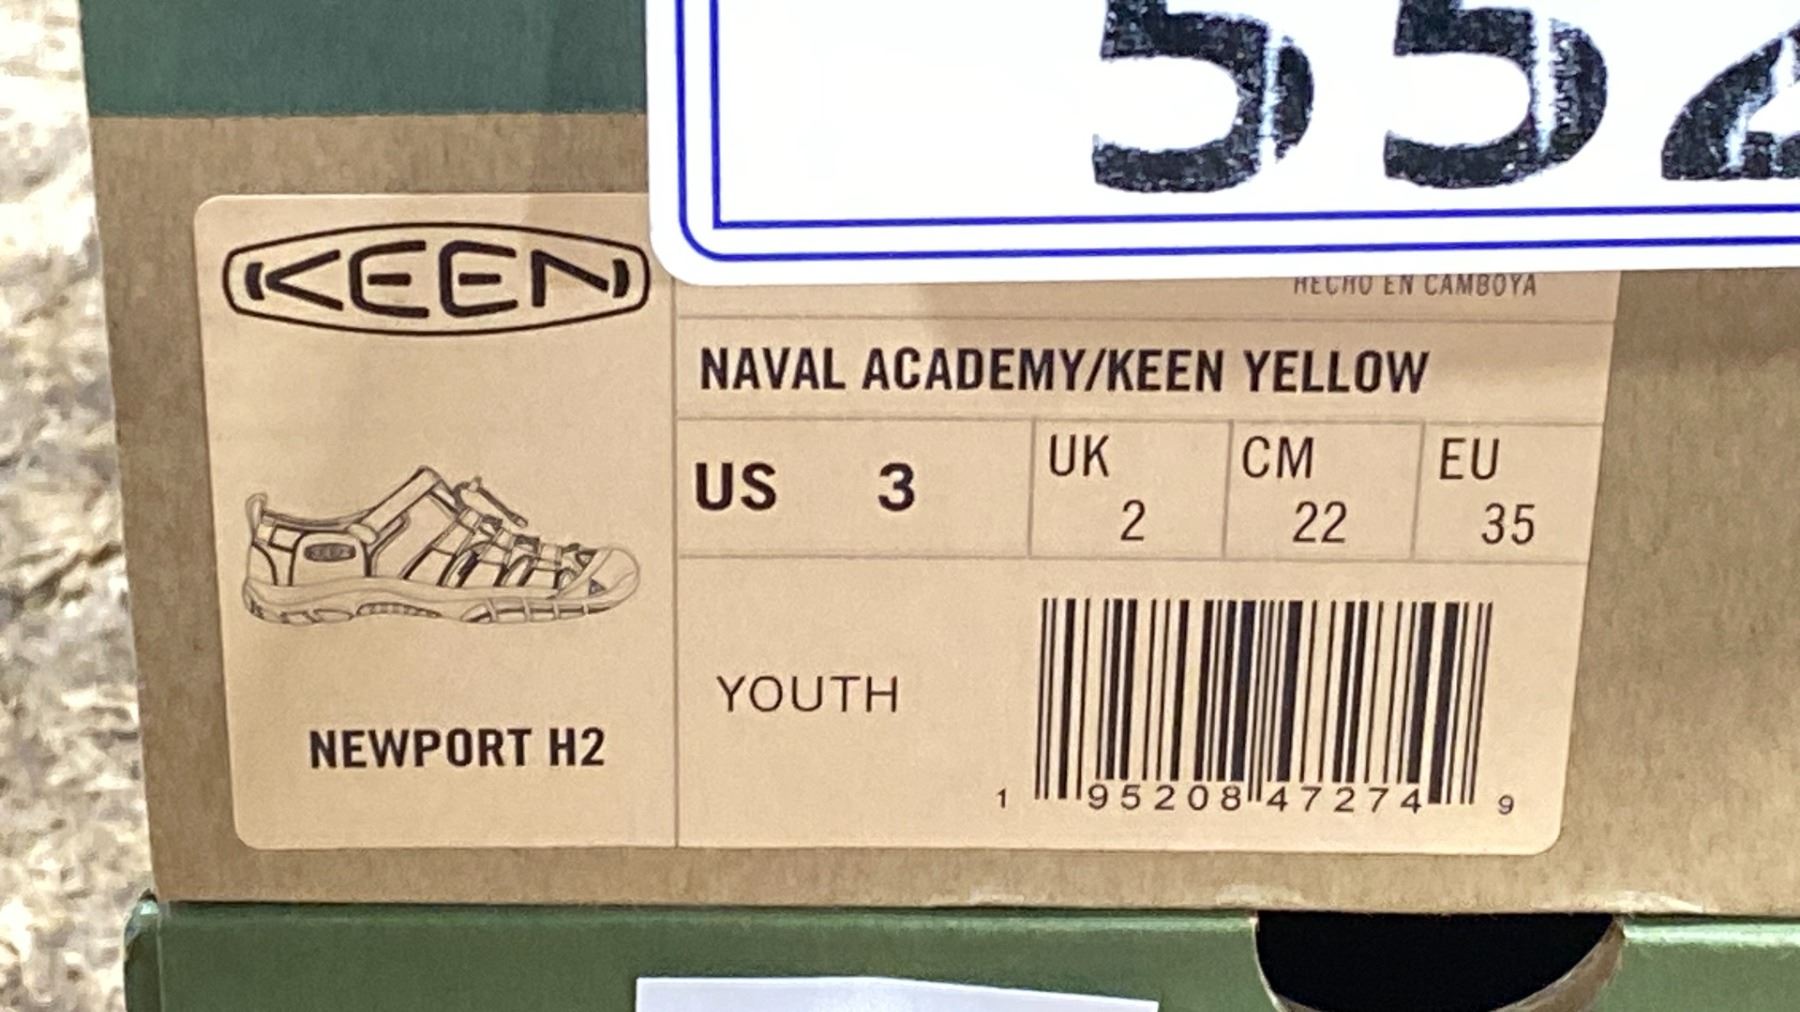 552
KEEN
HECHO EN CAMBOYA
NAVAL ACADEMY/KEEN YELLOW
US 3
UK 2
CM 22
EU 35
NEWPORT H2
YOUTH
1 95208 47274 9